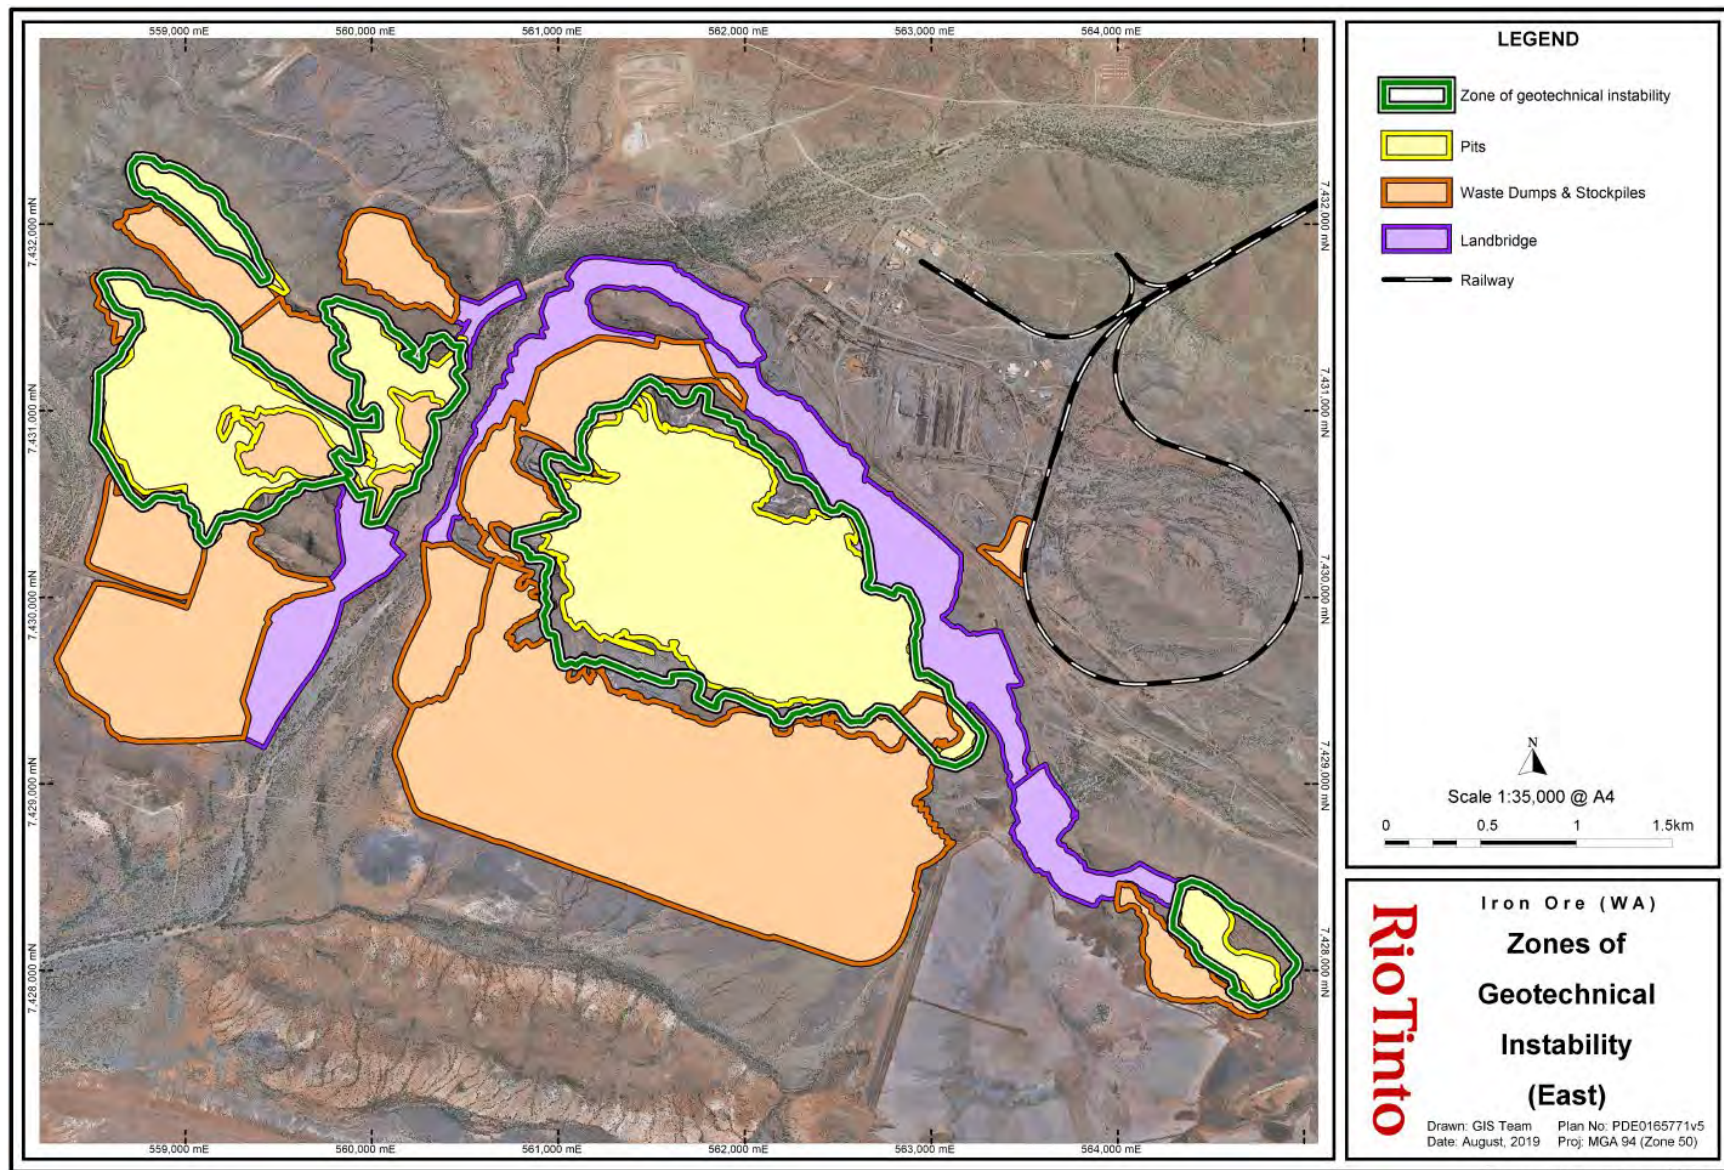 559,000 mE 560,000 mE 561,000 mE 562,000 mE 563,000 mE 564,000 mE
7,432,000 mN
7,431,000 mN
7,430,000 mN
7,429,000 mN
7,428,000 mN
7,432,000 mN
7,431,000 mN
7,430,000 mN
7,429,000 mN
7,428,000 mN
559,000 mE 560,000 mE 561,000 mE 562,000 mE 563,000 mE 564,000 mE
LEGEND
Zone of geotechnical instability
Pits
Waste Dumps & Stockpiles
Landbridge
Railway
N
Scale 1:35,000 @ A4
0 0.5 1 1.5km
RioTinto
Iron Ore (WA)
Zones of
Geotechnical
Instability
(East)
Drawn: GIS Team Plan No: PDE0165771v5
Date: August, 2019 Proj: MGA 94 (Zone 50)